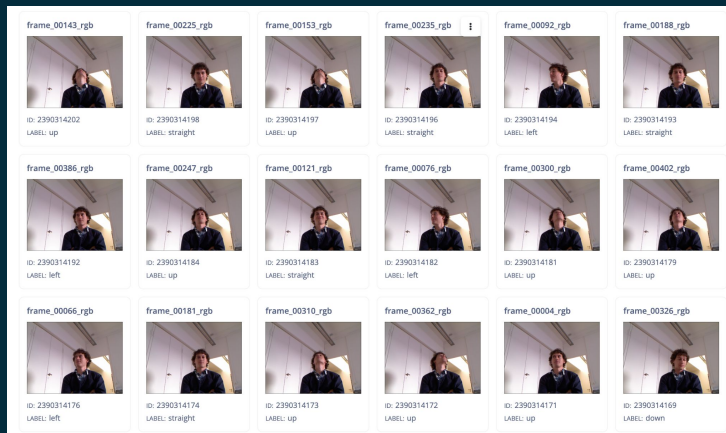 frame_00143_rgb
frame_00225_rgb
frame_00153_rgb
frame_00235_rgb
frame_00092_rgb
frame_00188_rgb
ID: 2390314202
ID: 2390314198
ID: 2390314197
ID: 2390314196
ID: 2390314194
ID: 2390314193
LABEL: up
LABEL: straight
LABEL: up
LABEL: straight
LABEL: left
LABEL: straight
frame_00386_rgb
frame_00247_rgb
frame_00121_rgb
frame_00076_rgb
frame_00300_rgb
frame_00402_rgb
ID: 2390314192
ID: 2390314184
ID: 2390314183
ID: 2390314182
ID: 2390314181
ID: 2390314179
LABEL: left
LABEL: up
LABEL: straight
LABEL: left
LABEL: up
LABEL: up
frame_00066_rgb
frame_00181_rgb
frame_00310_rgb
frame_00362_rgb
frame_00004_rgb
frame_00326_rgb
ID: 2390314176
ID: 2390314174
ID: 2390314173
ID: 2390314172
ID: 2390314171
ID: 2390314169
LABEL: left
LABEL: straight
LABEL: up
LABEL: up
LABEL: up
LABEL: down